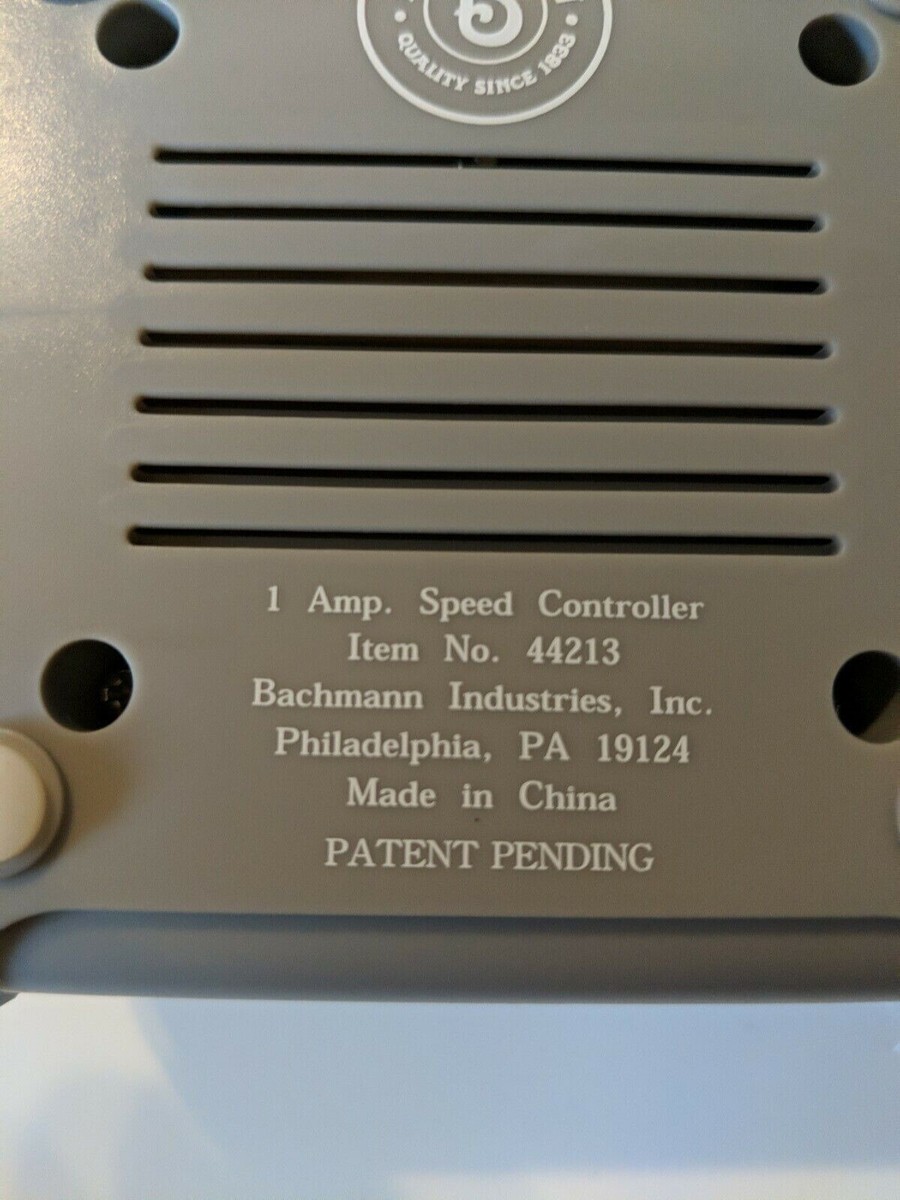 B
• QUALITY SINCE 1833 •
1 Amp. Speed Controller
Item No. 44213
Bachmann Industries, Inc.
Philadelphia, PA 19124
Made in China
PATENT PENDING